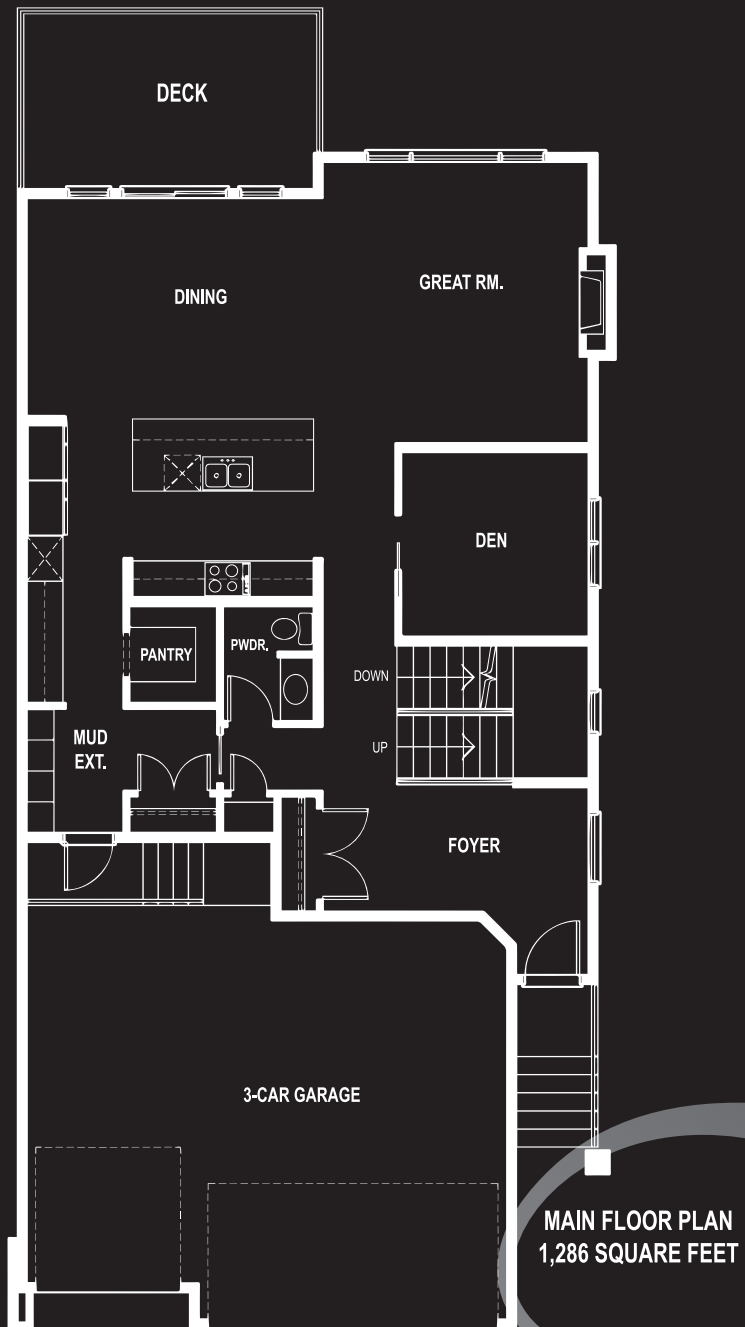 DECK
DINING
GREAT RM.
DEN
PANTRY
PWDR.
DOWN
UP
MUD
EXT.
FOYER
3-CAR GARAGE
MAIN FLOOR PLAN
1,286 SQUARE FEET